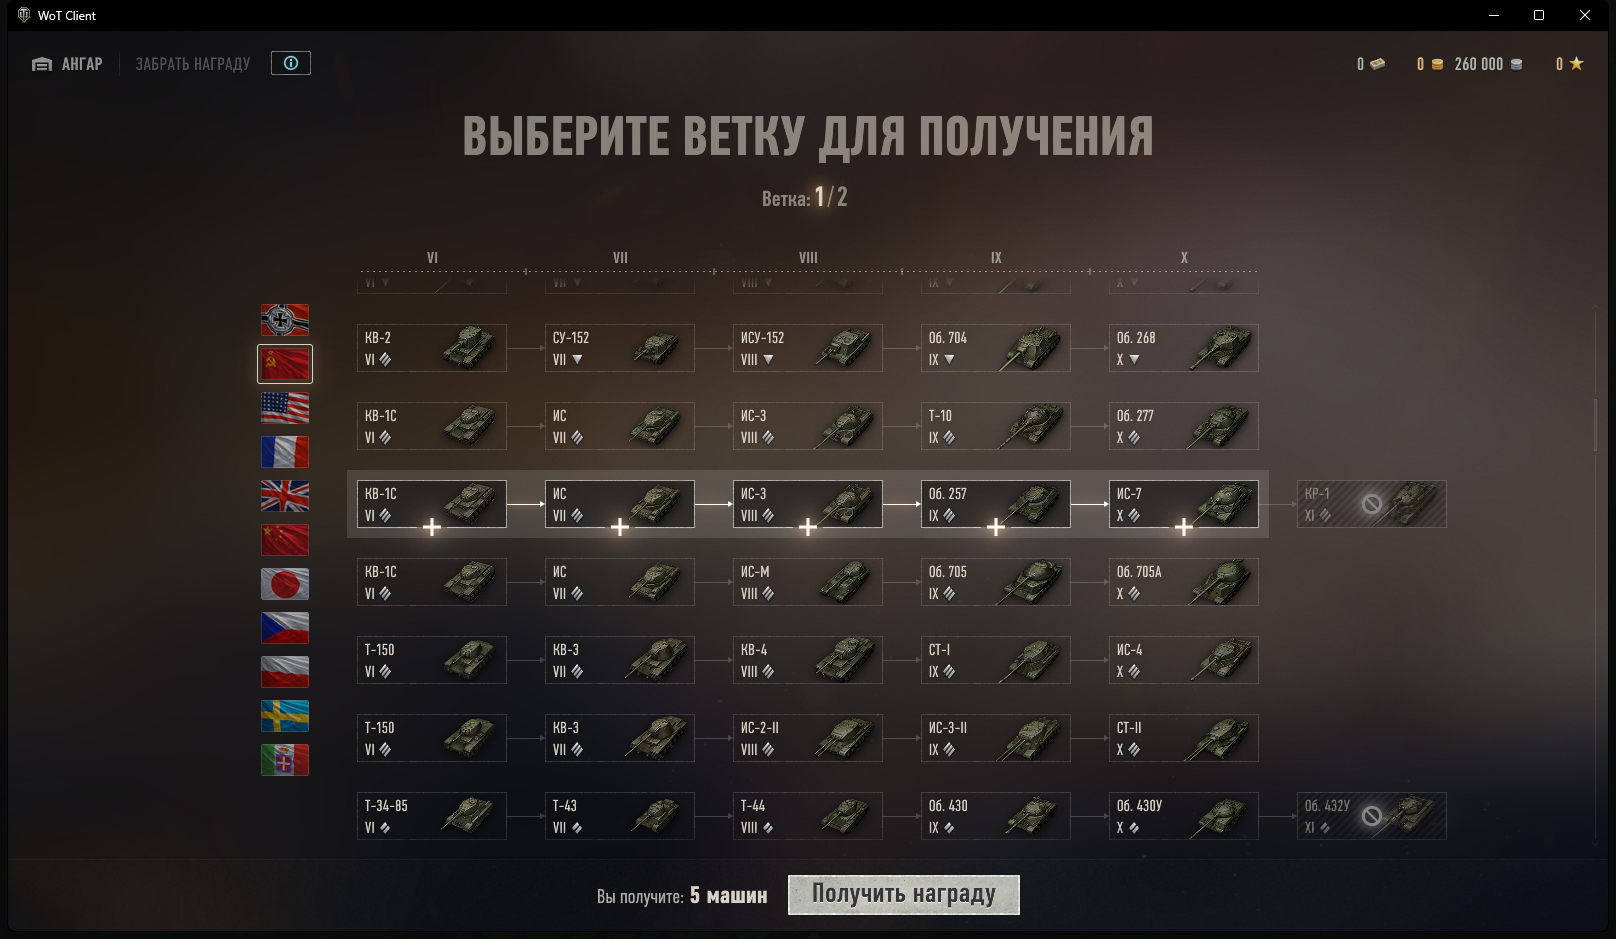 WoT Client
АНГАР ЗАБРАТЬ НАГРАДУ 0 0 260 000 0
ВЫБЕРИТЕ ВЕТКУ ДЛЯ ПОЛУЧЕНИЯ
Ветка: 1/2
VI VII VIII IX X
VI VII VIII IX X
КВ-2 СУ-152 ИСУ-152 Об. 704 Об. 268
VI VII VIII IX X
КВ-1С ИС ИС-3 Т-10 Об. 277
VI VII VIII IX X
КВ-1С ИС ИС-3 Об. 257 ИС-7 КР-1
VI VII VIII IX X XI
КВ-1С ИС ИС-М Об. 705 Об. 705А
VI VII VIII IX X
Т-150 КВ-3 КВ-4 СТ-I ИС-4
VI VII VIII IX X
Т-150 КВ-3 ИС-2-II ИС-3-II СТ-II
VI VII VIII IX X
Т-34-85 Т-43 Т-44 Об. 430 Об. 430У Об. 432У
VI VII VIII IX X XI
Вы получите: 5 машин Получить награду